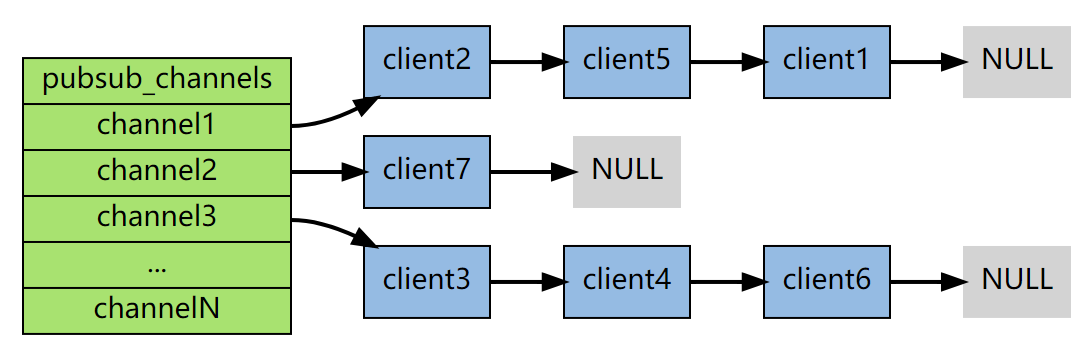 pubsub_channels
channel1
channel2
channel3
...
channelN
client2 client5 client1 NULL
client7 NULL
client3 client4 client6 NULL